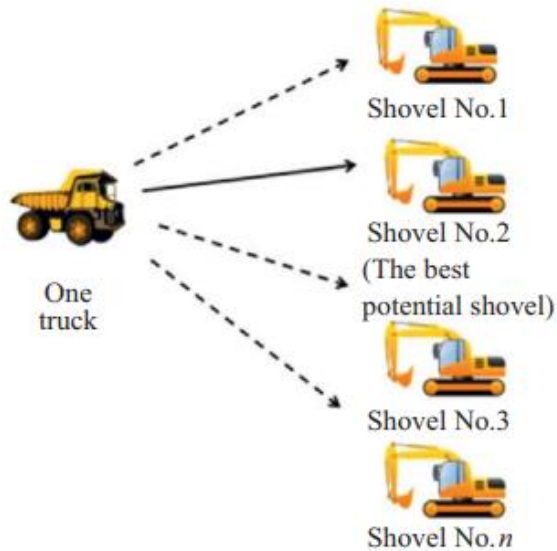 Shovel No.1
Shovel No.2
(The best
potential shovel)
One
truck
Shovel No.3
Shovel No.n